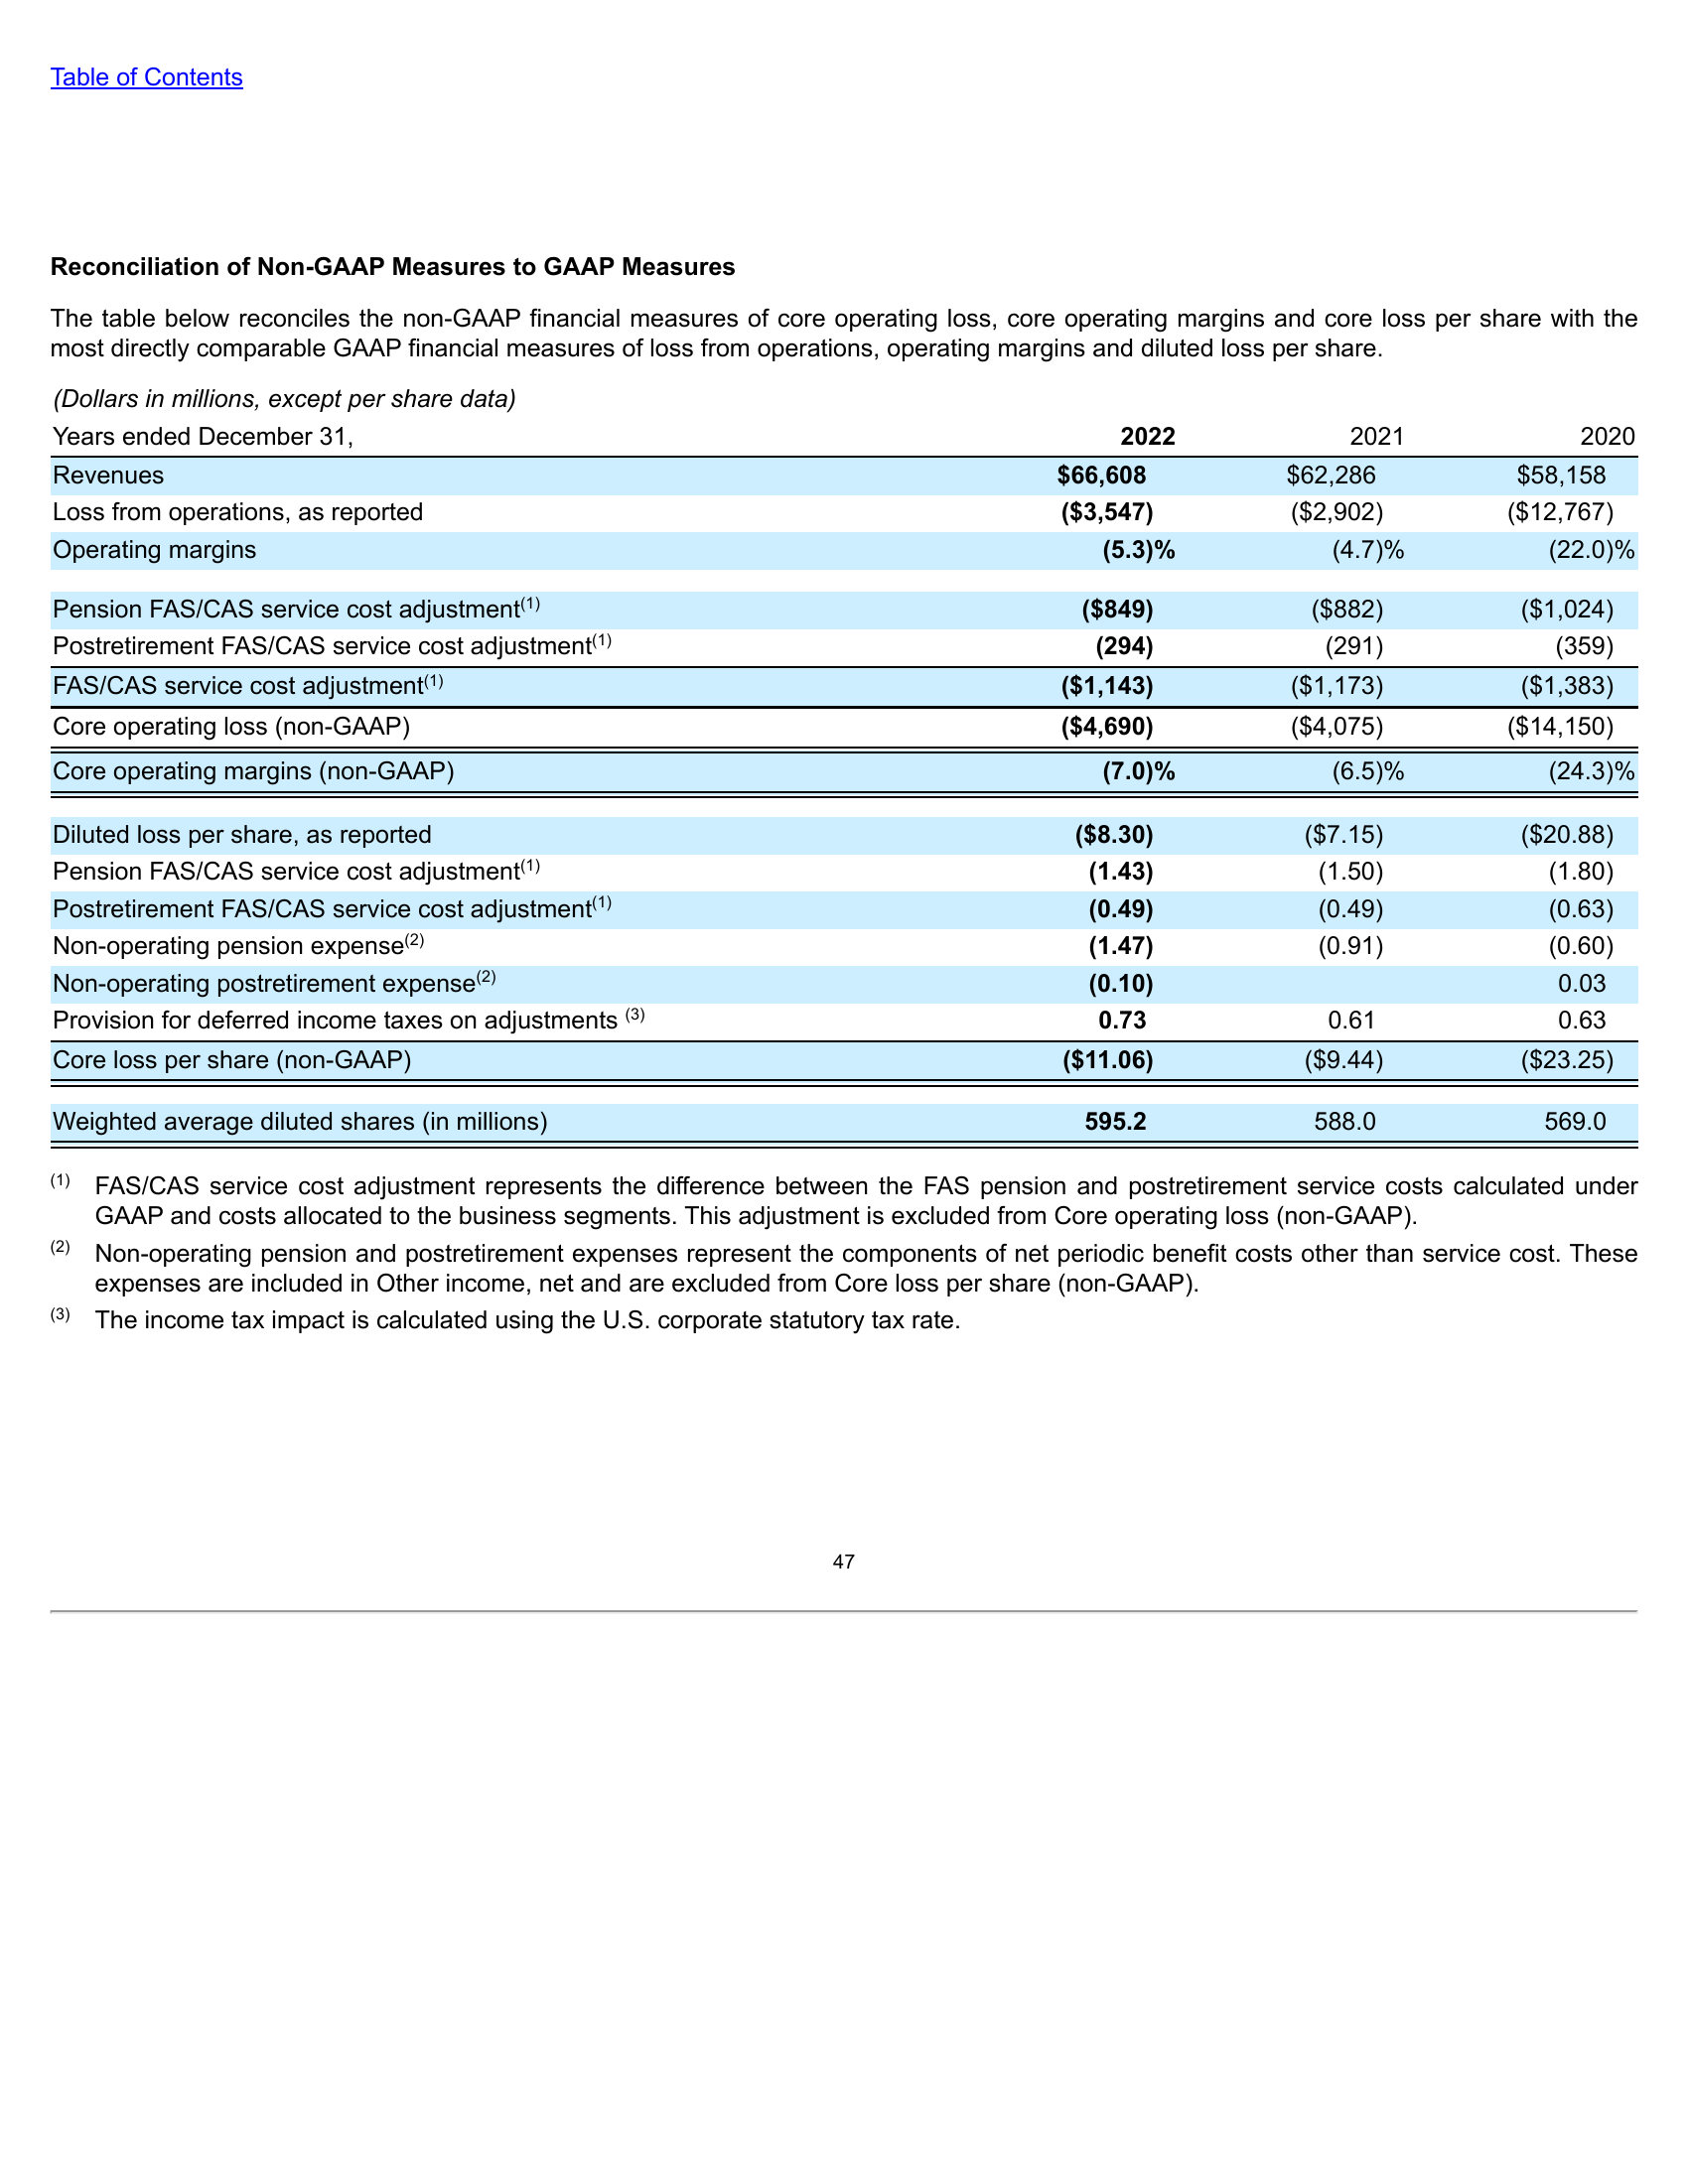 Table of Contents
Reconciliation of Non-GAAP Measures to GAAP Measures
The table below reconciles the non-GAAP financial measures of core operating loss, core operating margins and core loss per share with the
most directly comparable GAAP financial measures of loss from operations, operating margins and diluted loss per share.
(Dollars in millions, except per share data)
Years ended December 31, 2022 2021 2020
Revenues $66,608 $62,286 $58,158
Loss from operations, as reported ($3,547) ($2,902) ($12,767)
Operating margins (5.3)% (4.7)% (22.0)%
Pension FAS/CAS service cost adjustment(1) ($849) ($882) ($1,024)
Postretirement FAS/CAS service cost adjustment(1) (294) (291) (359)
FAS/CAS service cost adjustment(1) ($1,143) ($1,173) ($1,383)
Core operating loss (non-GAAP) ($4,690) ($4,075) ($14,150)
Core operating margins (non-GAAP) (7.0)% (6.5)% (24.3)%
Diluted loss per share, as reported ($8.30) ($7.15) ($20.88)
Pension FAS/CAS service cost adjustment(1) (1.43) (1.50) (1.80)
Postretirement FAS/CAS service cost adjustment(1) (0.49) (0.49) (0.63)
Non-operating pension expense(2) (1.47) (0.91) (0.60)
Non-operating postretirement expense(2) (0.10) 0.03
Provision for deferred income taxes on adjustments (3) 0.73 0.61 0.63
Core loss per share (non-GAAP) ($11.06) ($9.44) ($23.25)
Weighted average diluted shares (in millions) 595.2 588.0 569.0
(1) FAS/CAS service cost adjustment represents the difference between the FAS pension and postretirement service costs calculated under
GAAP and costs allocated to the business segments. This adjustment is excluded from Core operating loss (non-GAAP).
(2) Non-operating pension and postretirement expenses represent the components of net periodic benefit costs other than service cost. These
expenses are included in Other income, net and are excluded from Core loss per share (non-GAAP).
(3) The income tax impact is calculated using the U.S. corporate statutory tax rate.
47